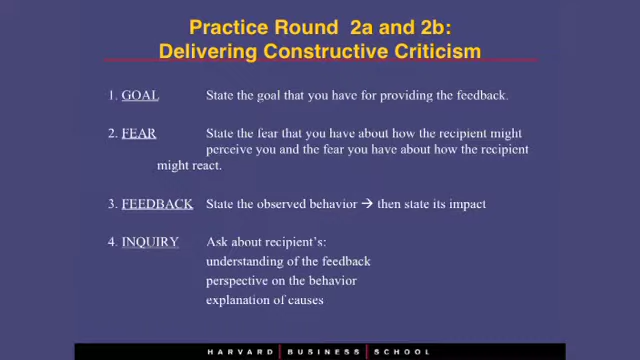 Practice Round 2a and 2b:
Delivering Constructive Criticism
1. GOAL State the goal that you have for providing the feedback.
2. FEAR State the fear that you have about how the recipient might
perceive you and the fear you have about how the recipient
might react.
3. FEEDBACK State the observed behavior → then state its impact
4. INQUIRY Ask about recipient's:
understanding of the feedback
perspective on the behavior
explanation of causes
HARVARD | BUSINESS | SCHOOL